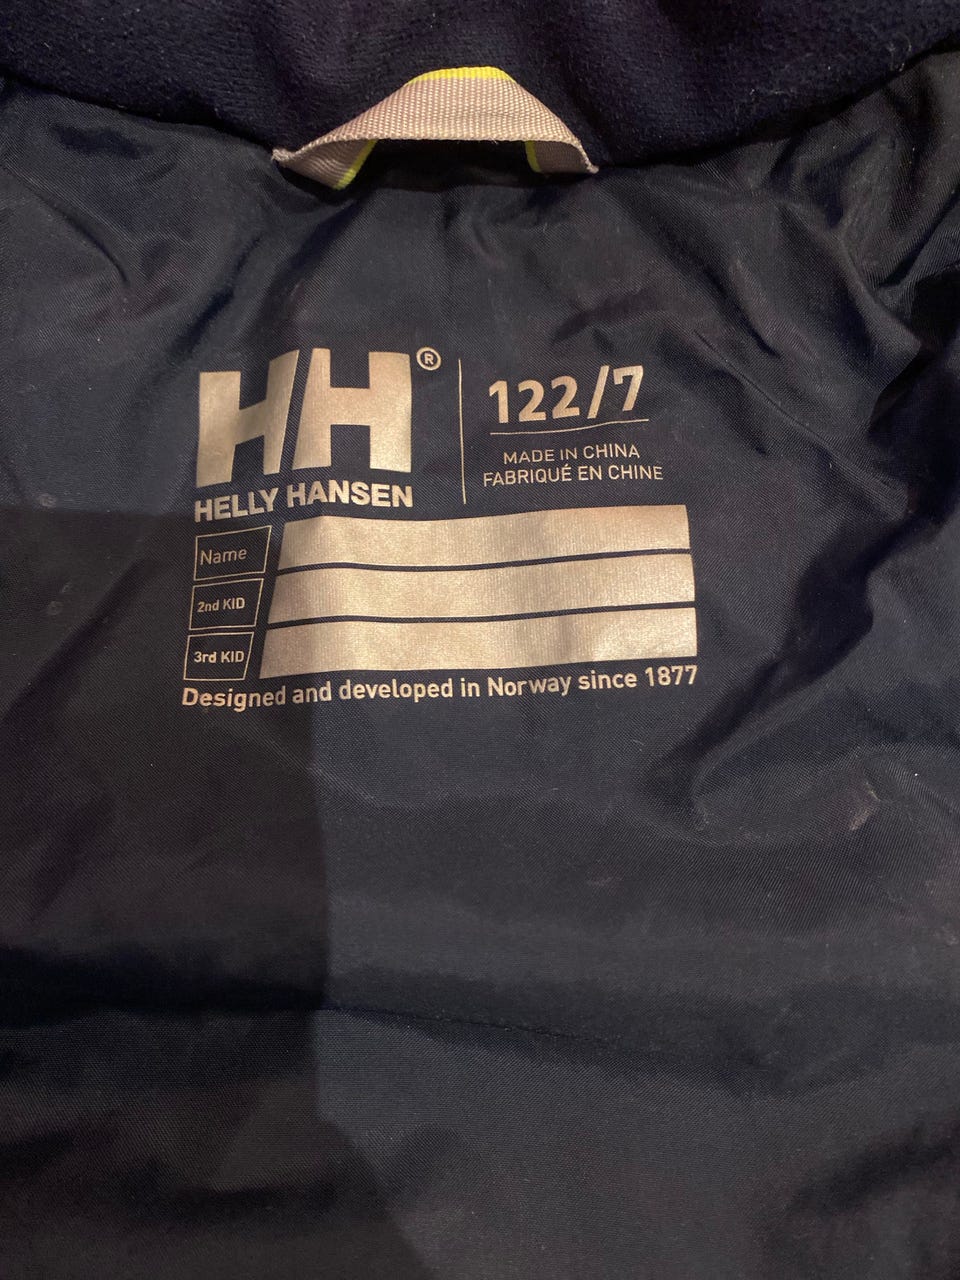 HH®
HELLY HANSEN
122/7
MADE IN CHINA
FABRIQUÉ EN CHINE
Name
2nd KID
3rd KID
Designed and developed in Norway since 1877